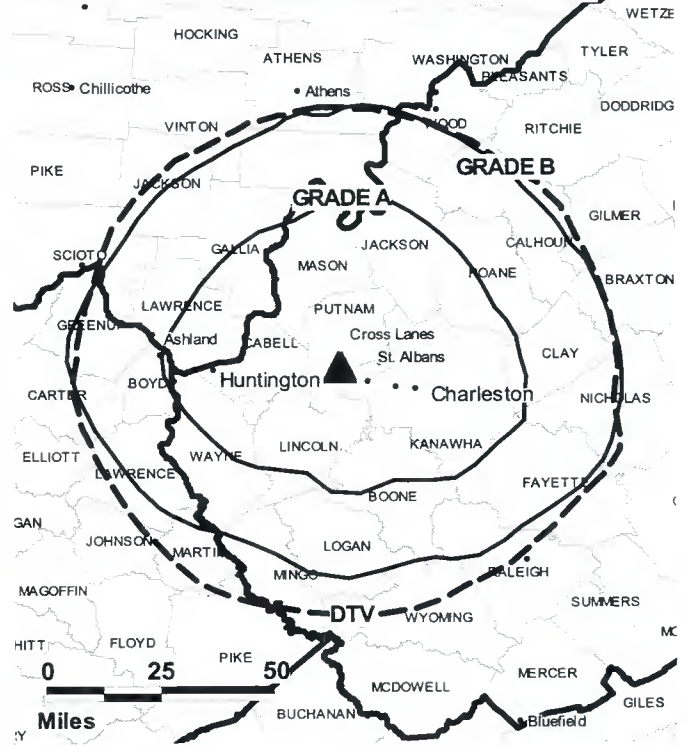 WETZE
HOCKING
TYLER
ATHENS
WASHINGTON
PLEASANTS
ROSS Chillicothe
Athens
DODDRIDG
WOOD
VINTON
RITCHIE
GRADE B
PIKE
JACKSON
GRADE A
GILMER
JACKSON
CALHOUN
GALLIA
SCIOTO
MASON
ROANE
BRAXTON
LAWRENCE
PUTNAM
GREENU
Ashland
CABELL
Cross Lanes
St. Albans
CLAY
BOYD
Huntington
Charleston
CARTER
NICHOLAS
LINCOLN
KANAWHA
WAYNE
ELLIOTT
LAWRENCE
FAYETTE
BOONE
GAN
JOHNSON
MARTIN
LOGAN
MINGO
RALEIGH
MAGOFFIN
SUMMERS
DTV
WYOMING
HITT
FLOYD
PIKE
MC
0 25 50
MERCER
MCDOWELL
GILES
Miles
BUCHANAN
Bluefield